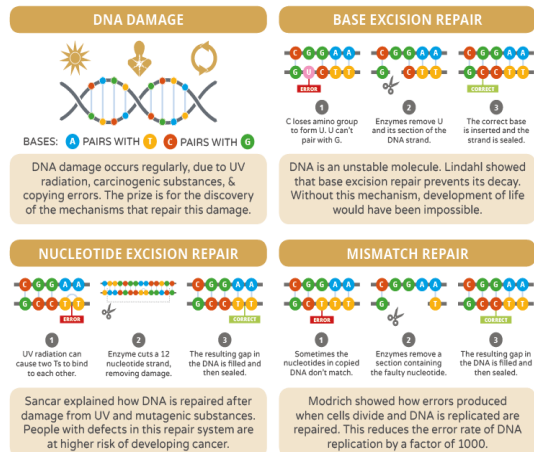 DNA DAMAGE
BASES: A PAIRS WITH T C PAIRS WITH G
DNA damage occurs regularly, due to UV
radiation, carcinogenic substances, &
copying errors. The prize is for the discovery
of the mechanisms that repair this damage.
BASE EXCISION REPAIR
C G G A A C G G A A C G G A A
G U C T T G C T T G C C T T
ERROR CORRECT
1 2 3
C loses amino group
to form U. U can't
pair with G.
Enzymes remove U
and its section of the
DNA strand.
The correct base
is inserted and the
strand is sealed.
DNA is an unstable molecule. Lindahl showed
that base excision repair prevents its decay.
Without this mechanism, development of life
would have been impossible.
NUCLEOTIDE EXCISION REPAIR
C G G A A C G G A A
G C C T T G C C T T
ERROR CORRECT
1 2 3
UV radiation can
cause two Ts to bind
to each other.
Enzyme cuts a 12
nucleotide strand,
removing damage.
The resulting gap in
the DNA is filled and
then sealed.
Sancar explained how DNA is repaired after
damage from UV and mutagenic substances.
People with defects in this repair system are
at higher risk of developing cancer.
MISMATCH REPAIR
C G G A A C G G A A C G G A A
G C T T T G T G C C T T
ERROR CORRECT
1 2 3
Sometimes the
nucleotides in copied
DNA don't match.
Enzymes remove a
section containing
the faulty nucleotide.
The resulting gap in
the DNA is filled and
then sealed.
Modrich showed how errors produced
when cells divide and DNA is replicated are
repaired. This reduces the error rate of DNA
replication by a factor of 1000.